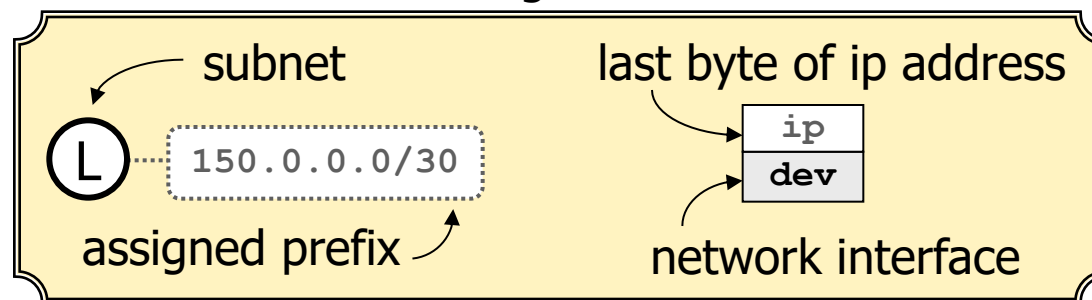 subnet
last byte of ip address
L
150.0.0.0/30
ip
dev
assigned prefix
network interface